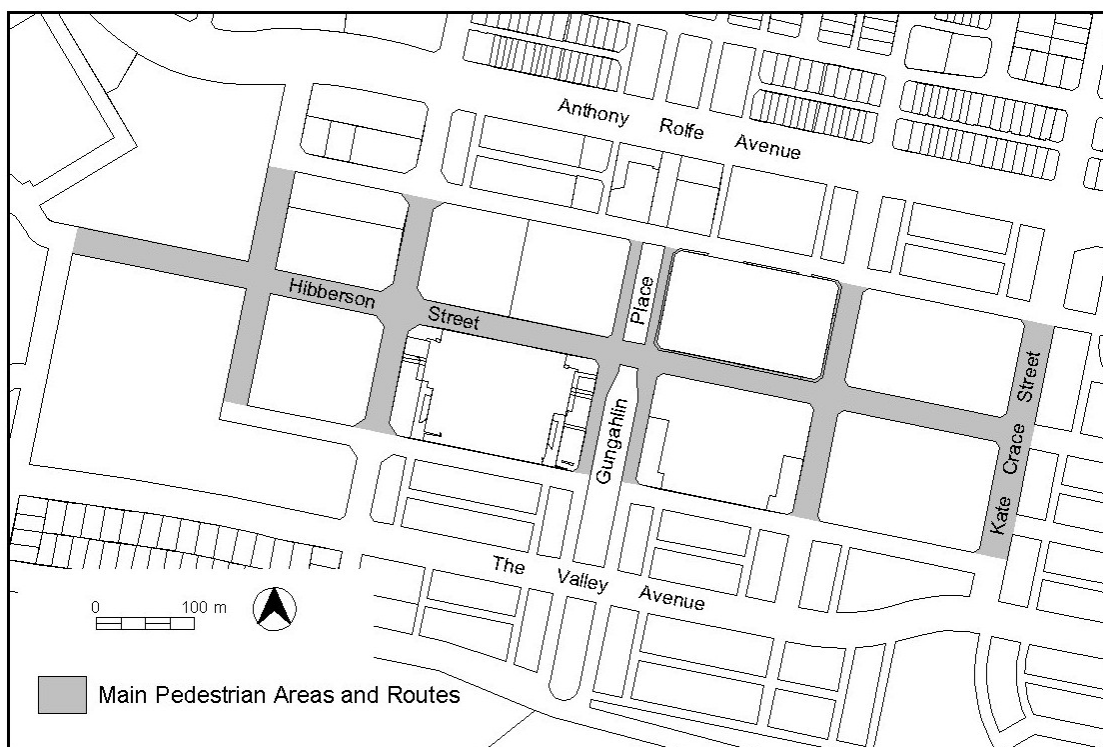 Anthony Rolfe Avenue
Hibberson Street
Place
Gungahlin
Kate Crace Street
The Valley Avenue
0 100 m
Main Pedestrian Areas and Routes